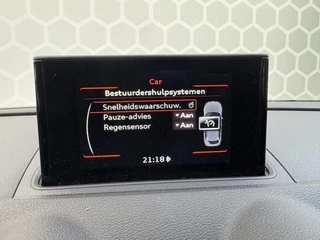 Car
Bestuurdershulpsystemen
Snelheidswaarschuw.
Pauze-advies Aan
Regensensor Aan
21:18